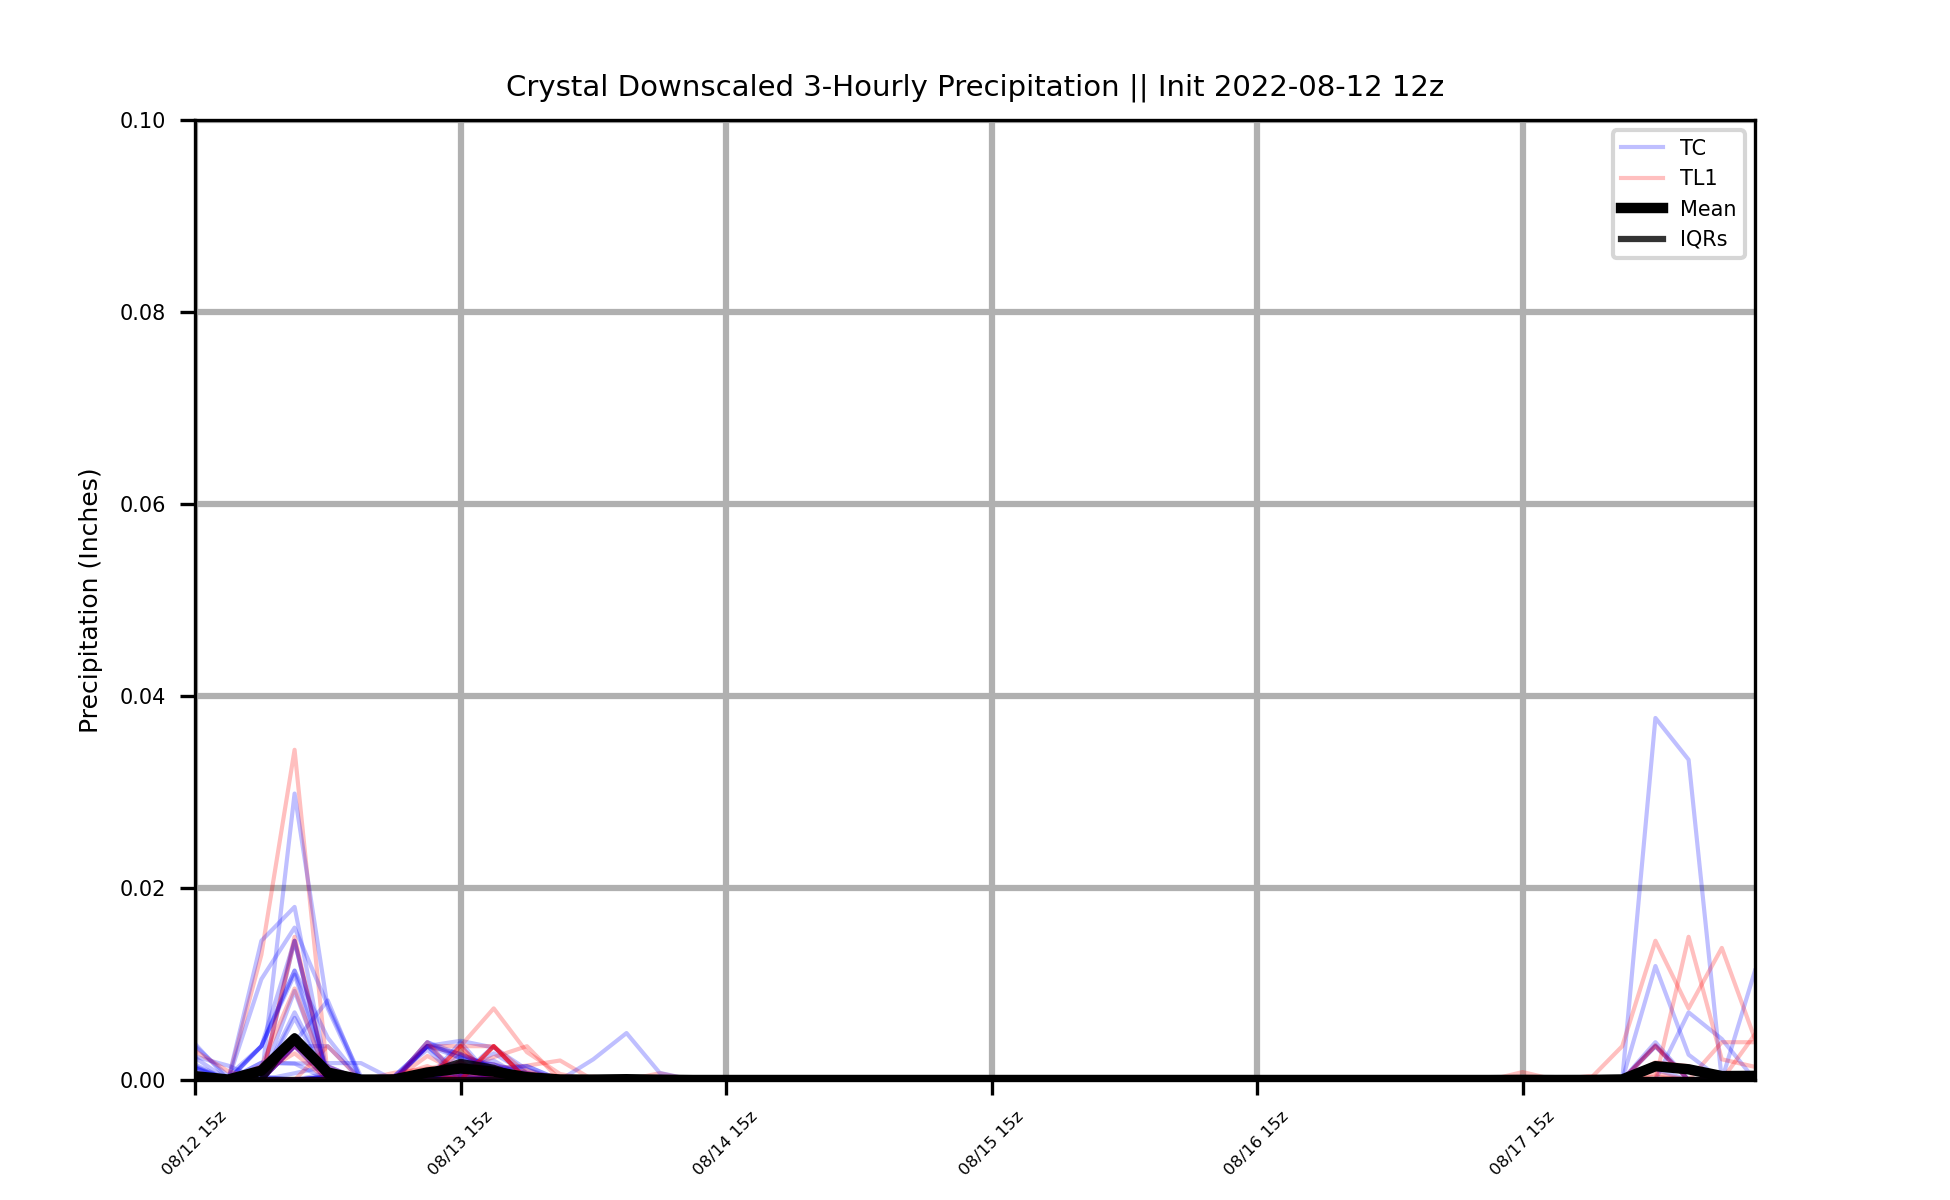 Crystal Downscaled 3-Hourly Precipitation || Init 2022-08-12 12z
0.10
0.08
0.06
0.04
0.02
0.00
Precipitation (Inches)
TC
TL1
Mean
IQRs
08/12 15z
08/13 15z
08/14 15z
08/15 15z
08/16 15z
08/17 15z